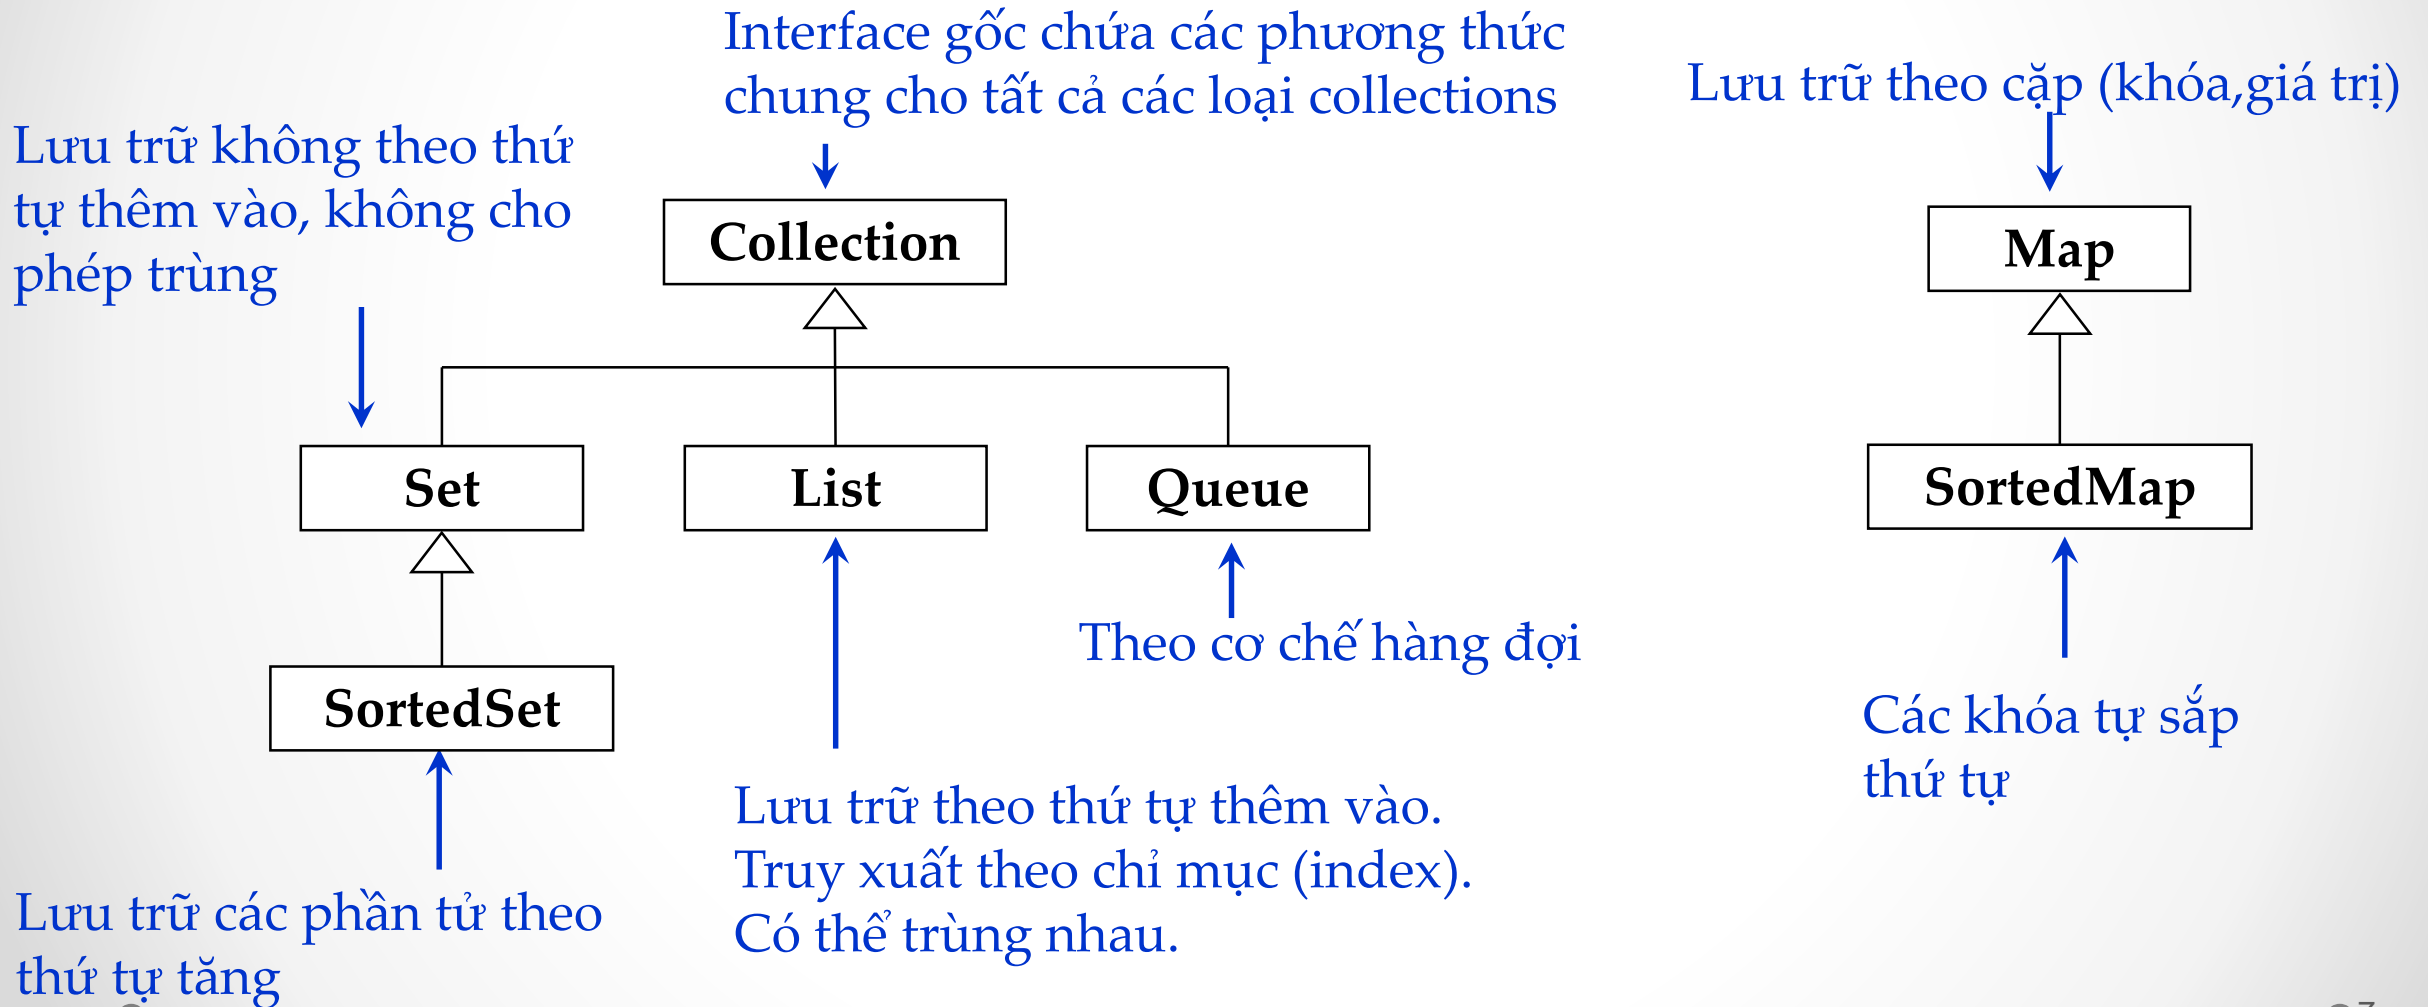 Interface gốc chứa các phương thức
chung cho tất cả các loại collections
Lưu trữ theo cặp (khóa,giá trị)
Lưu trữ không theo thứ
tự thêm vào, không cho
phép trùng
Collection
Map
Set
List
Queue
SortedMap
Theo cơ chế hàng đợi
SortedSet
Các khóa tự sắp
thứ tự
Lưu trữ theo thứ tự thêm vào.
Truy xuất theo chỉ mục (index).
Có thể trùng nhau.
Lưu trữ các phần tử theo
thứ tự tăng